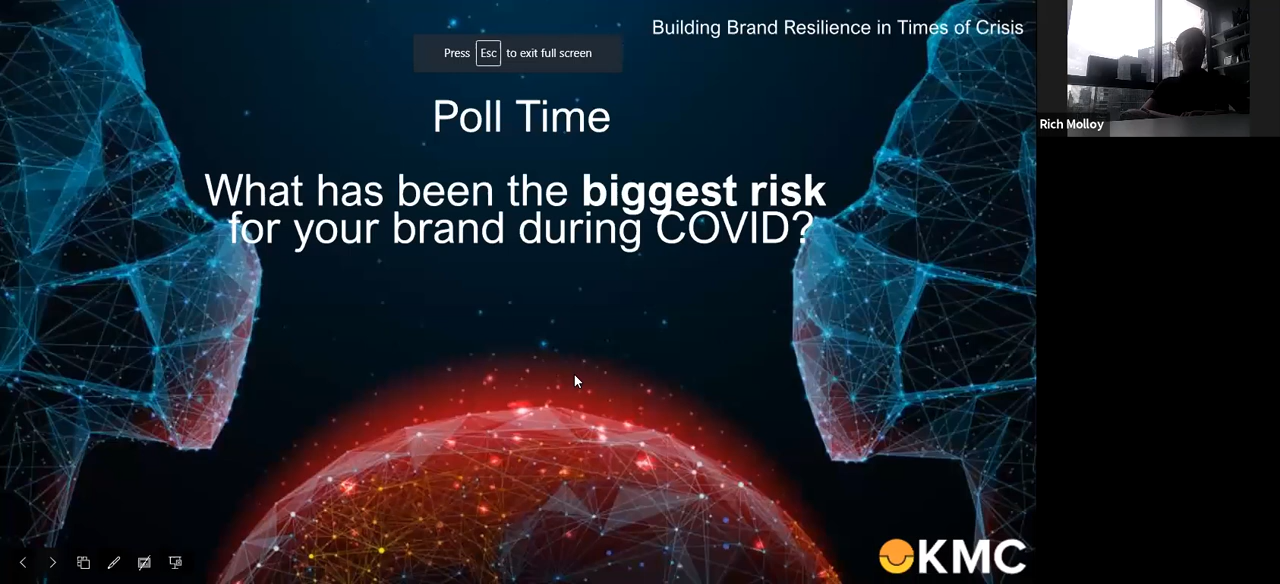 Building Brand Resilience in Times of Crisis
Press Esc to exit full screen
Poll Time
What has been the biggest risk
for your brand during COVID?
Rich Molloy
KMC